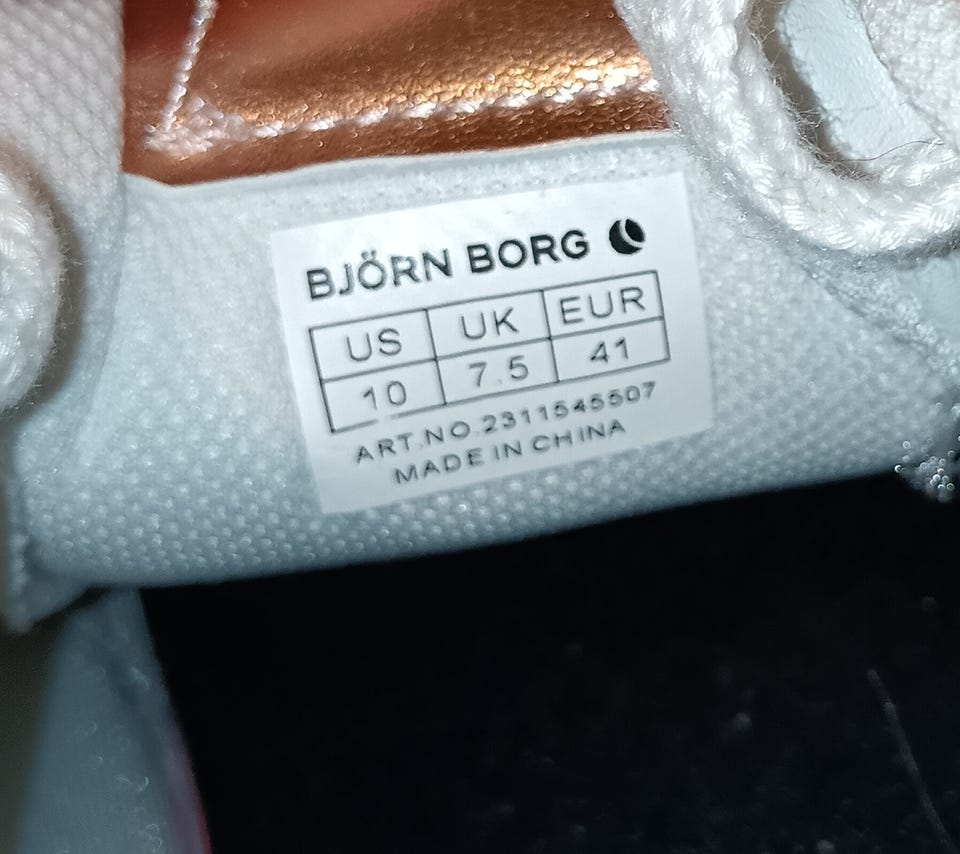 BJÖRN BORG
US UK EUR
10 7.5 41
ART.NO.2311545507
MADE IN CHINA